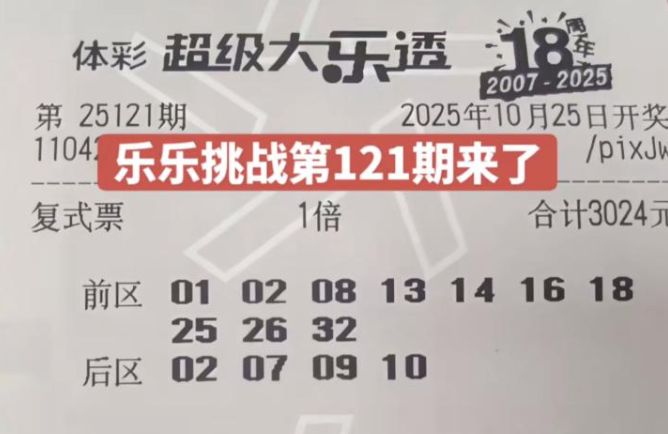 体彩 超级大乐透 18周年
2007-2025
第 25121期 2025年10月25日开奖
11042 /pixJw
乐乐挑战第121期来了
复式票 1倍 合计3024元
前区 01 02 08 13 14 16 18
25 26 32
后区 02 07 09 10